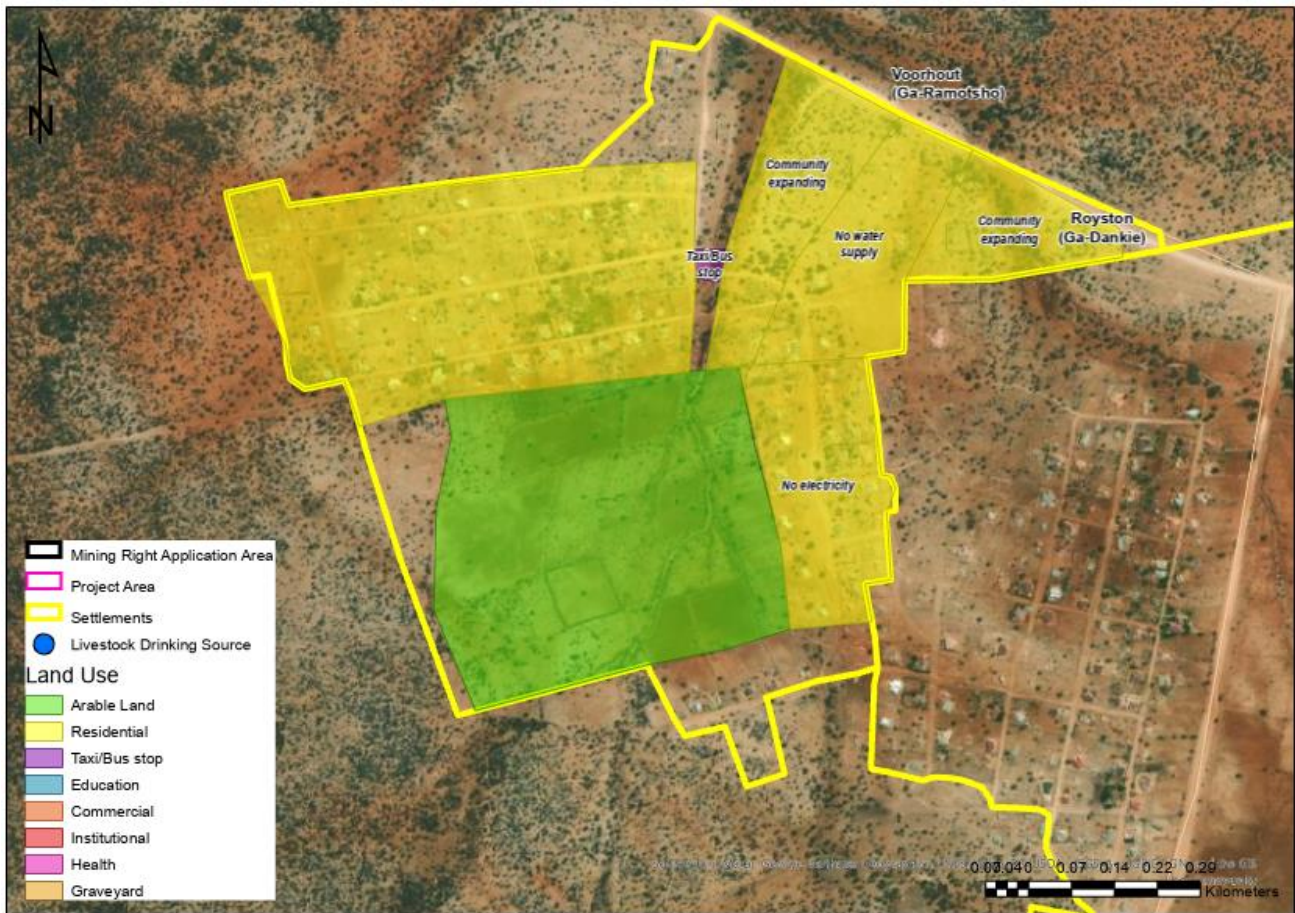 N
Voorhout
(Ga-Ramotsho)
Community
expanding
Community
expanding
Royston
(Ga-Dankie)
No water
supply
Taxi/Bus
stop
No electricity
Mining Right Application Area
Project Area
Settlements
Livestock Drinking Source
Land Use
Arable Land
Residential
Taxi/Bus stop
Education
Commercial
Institutional
Health
Graveyard
0.07 0.14 0.22 0.29
Kilometers